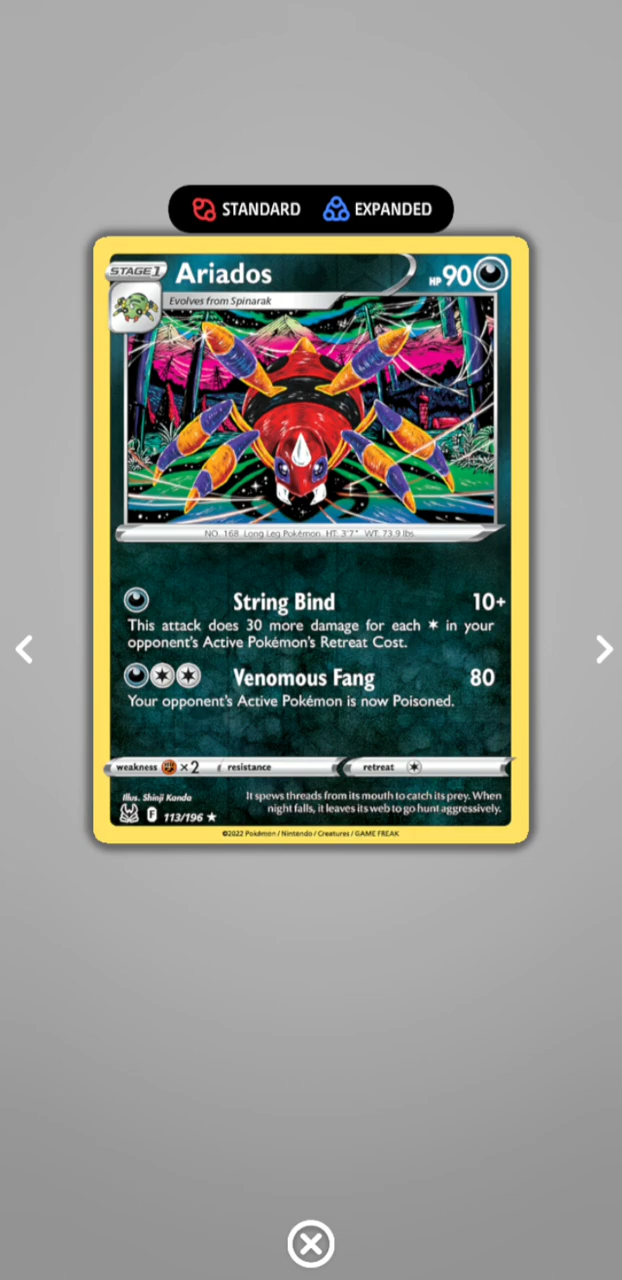 STANDARD EXPANDED
STAGE 1 Ariados HP 90
Evolves from Spinarak
NO. 168 Long Leg Pokémon HT: 3'7" WT: 73.9 lbs
String Bind 10+
This attack does 30 more damage for each ✶ in your
opponent's Active Pokémon's Retreat Cost.
Venomous Fang 80
Your opponent's Active Pokémon is now Poisoned.
weakness ×2 resistance retreat
Illus. Shinji Kanda
It spews threads from its mouth to catch its prey. When
night falls, it leaves its web to go hunt aggressively.
F 113/196 ★
©2022 Pokémon / Nintendo / Creatures / GAME FREAK